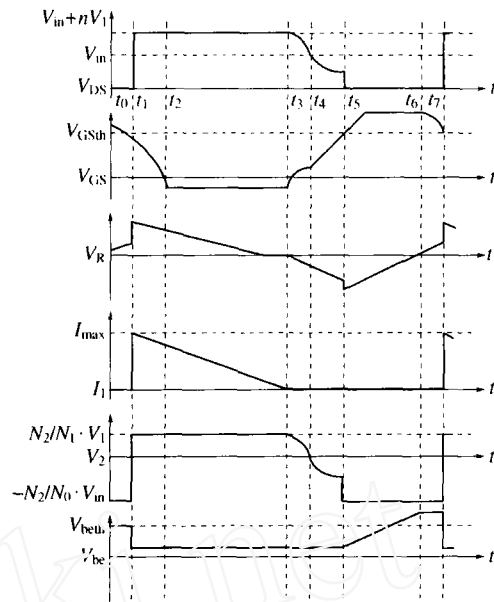 V_in+nV_1
V_in
V_DS
t_0 t_1 t_2 t_3 t_4 t_5 t_6 t_7 t
V_GSth
V_GS t
V_R t
I_max
I_1 t
N_2/N_1 · V_1
V_2 t
−N_2/N_0 · V_in
V_beth
V_be t